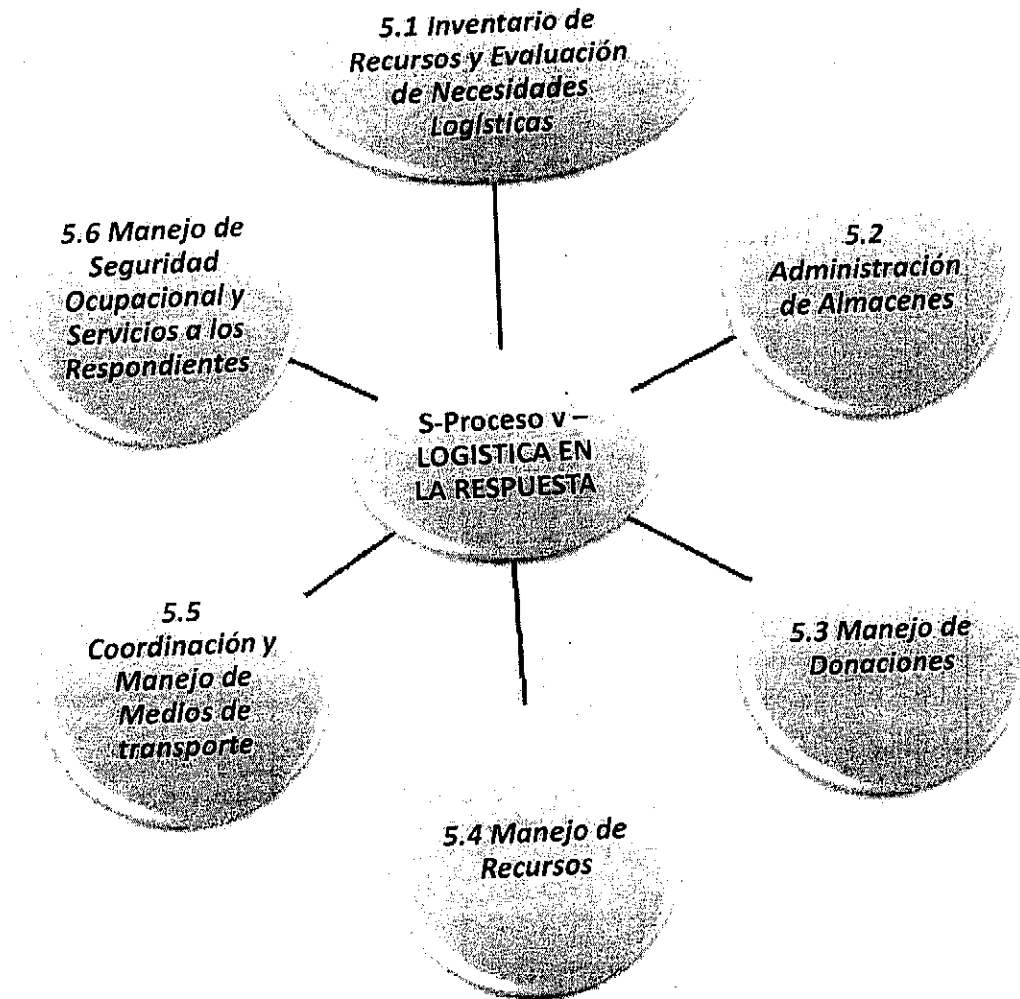 5.1 Inventario de
Recursos y Evaluación
de Necesidades
Logísticas
5.6 Manejo de
Seguridad
Ocupacional y
Servicios a los
Respondientes
5.2
Administración
de Almacenes
S-Proceso v –
LOGISTICA EN
LA RESPUESTA
5.5
Coordinación y
Manejo de
Medios de
transporte
5.3 Manejo de
Donaciones
5.4 Manejo de
Recursos